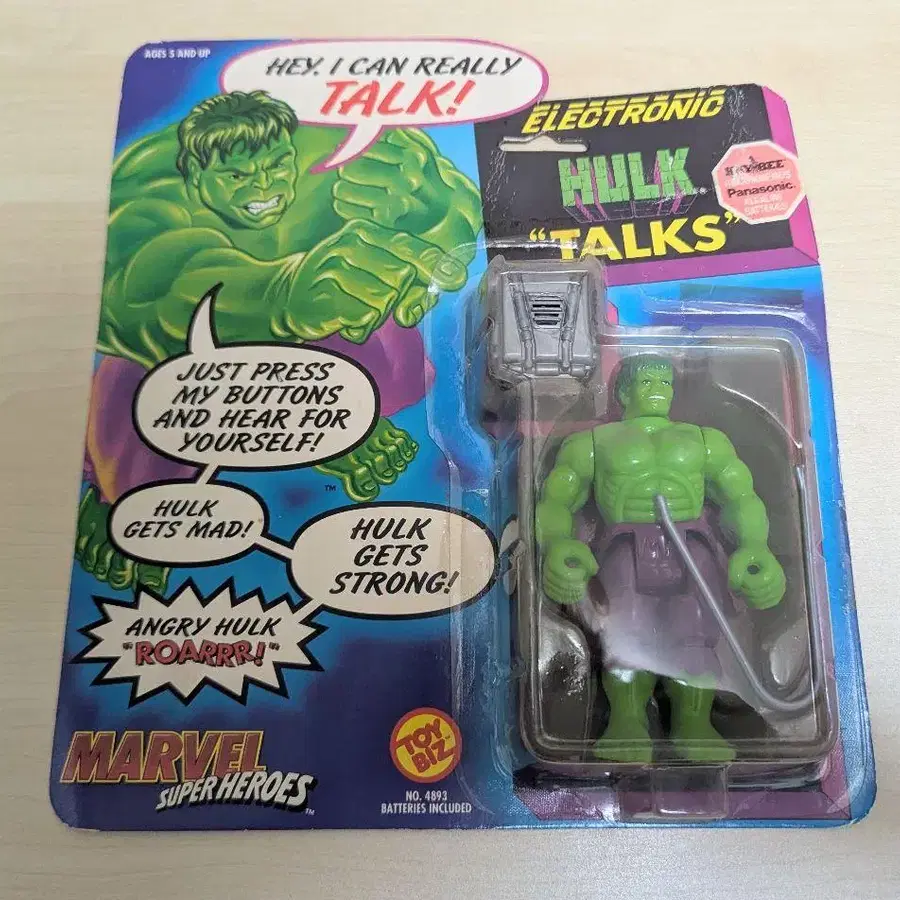 AGES 5 AND UP
HEY, I CAN REALLY
TALK!
ELECTRONIC
HULK
"TALKS"
Panasonic
JUST PRESS
MY BUTTONS
AND HEAR FOR
YOURSELF!
TM
HULK
GETS MAD!
HULK
GETS
STRONG!
ANGRY HULK
"ROARRR!"
MARVEL
SUPER HEROES
TM
TOY
BIZ
NO. 4893
BATTERIES INCLUDED